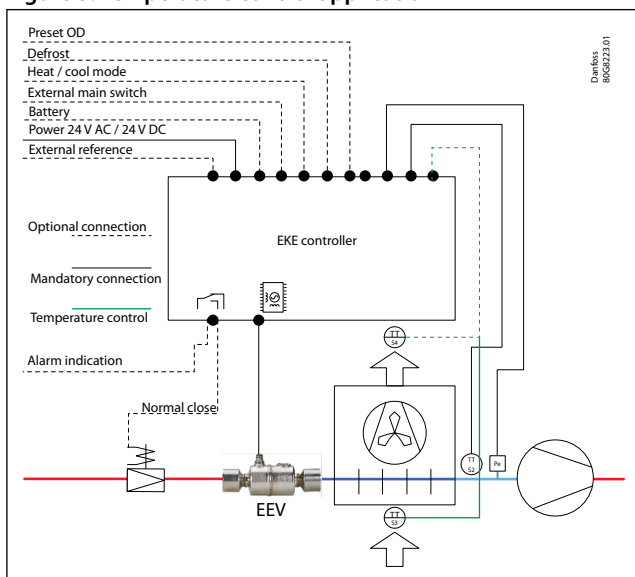 Preset OD
Defrost
Heat / cool mode
External main switch
Battery
Power 24 V AC / 24 V DC
External reference
Danfoss
80G8223.01
Optional connection
EKE controller
Mandatory connection
Temperature control
Alarm indication
TT
S4
Normal close
TT
S2
Pe
EEV
TT
S3